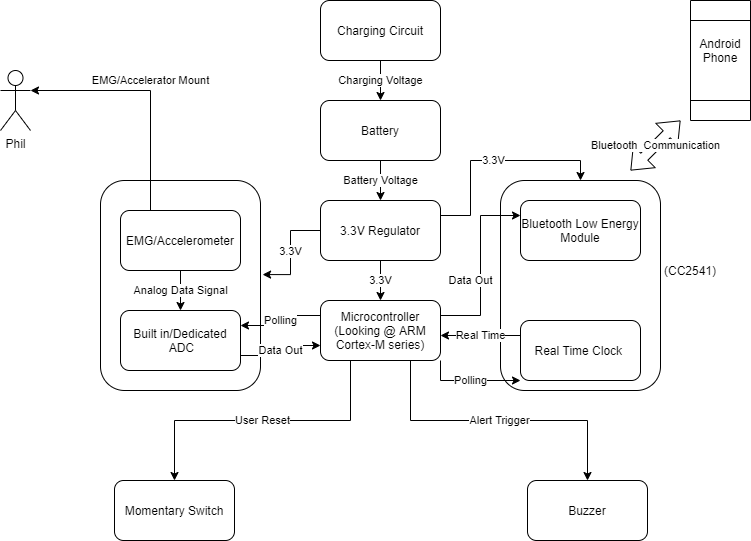 Charging Circuit
Android
Phone
Charging Voltage
EMG/Accelerator Mount
Battery
Phil
Bluetooth Communication
3.3V
Battery Voltage
EMG/Accelerometer
3.3V Regulator
Bluetooth Low Energy
Module
3.3V
3.3V
Data Out
(CC2541)
Analog Data Signal
Built in/Dedicated
ADC
Polling
Microcontroller
(Looking @ ARM
Cortex-M series)
Data Out
Real Time
Real Time Clock
Polling
User Reset
Alert Trigger
Momentary Switch
Buzzer